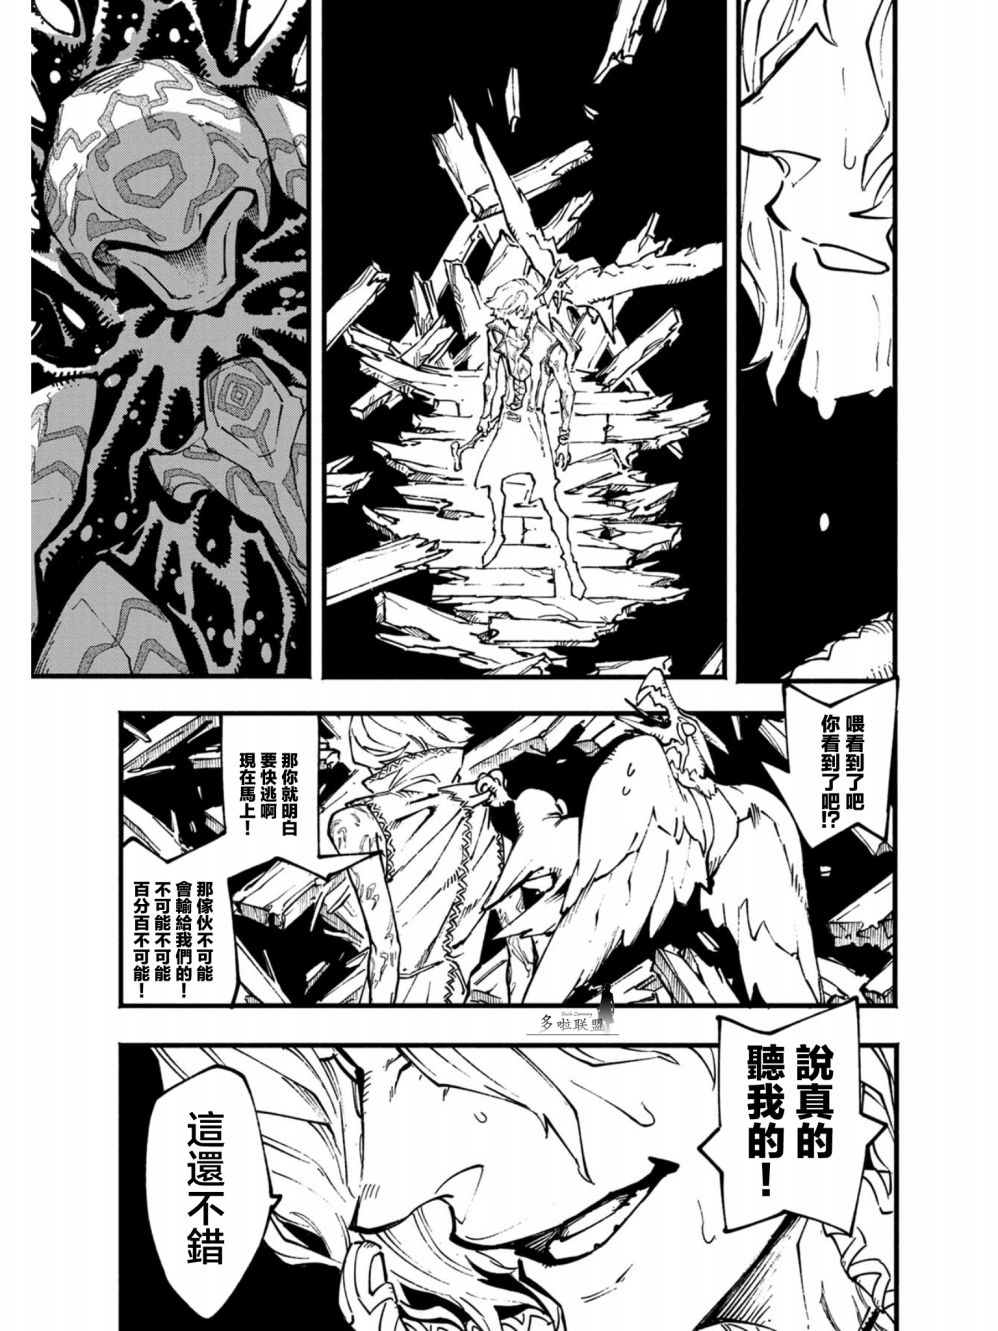 喂看到了吧
你看到了吧!?
那你就明白
要快逃啊
現在馬上！
那傢伙不可能
會輸給我們的！
不可能不可能
百分百不可能！
多啦联盟
說真的
聽我的！
這還不錯